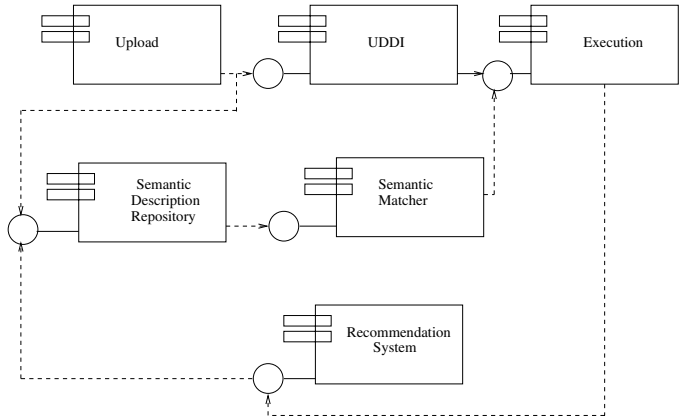 Upload
UDDI
Execution
Semantic
Description
Repository
Semantic
Matcher
Recommendation
System